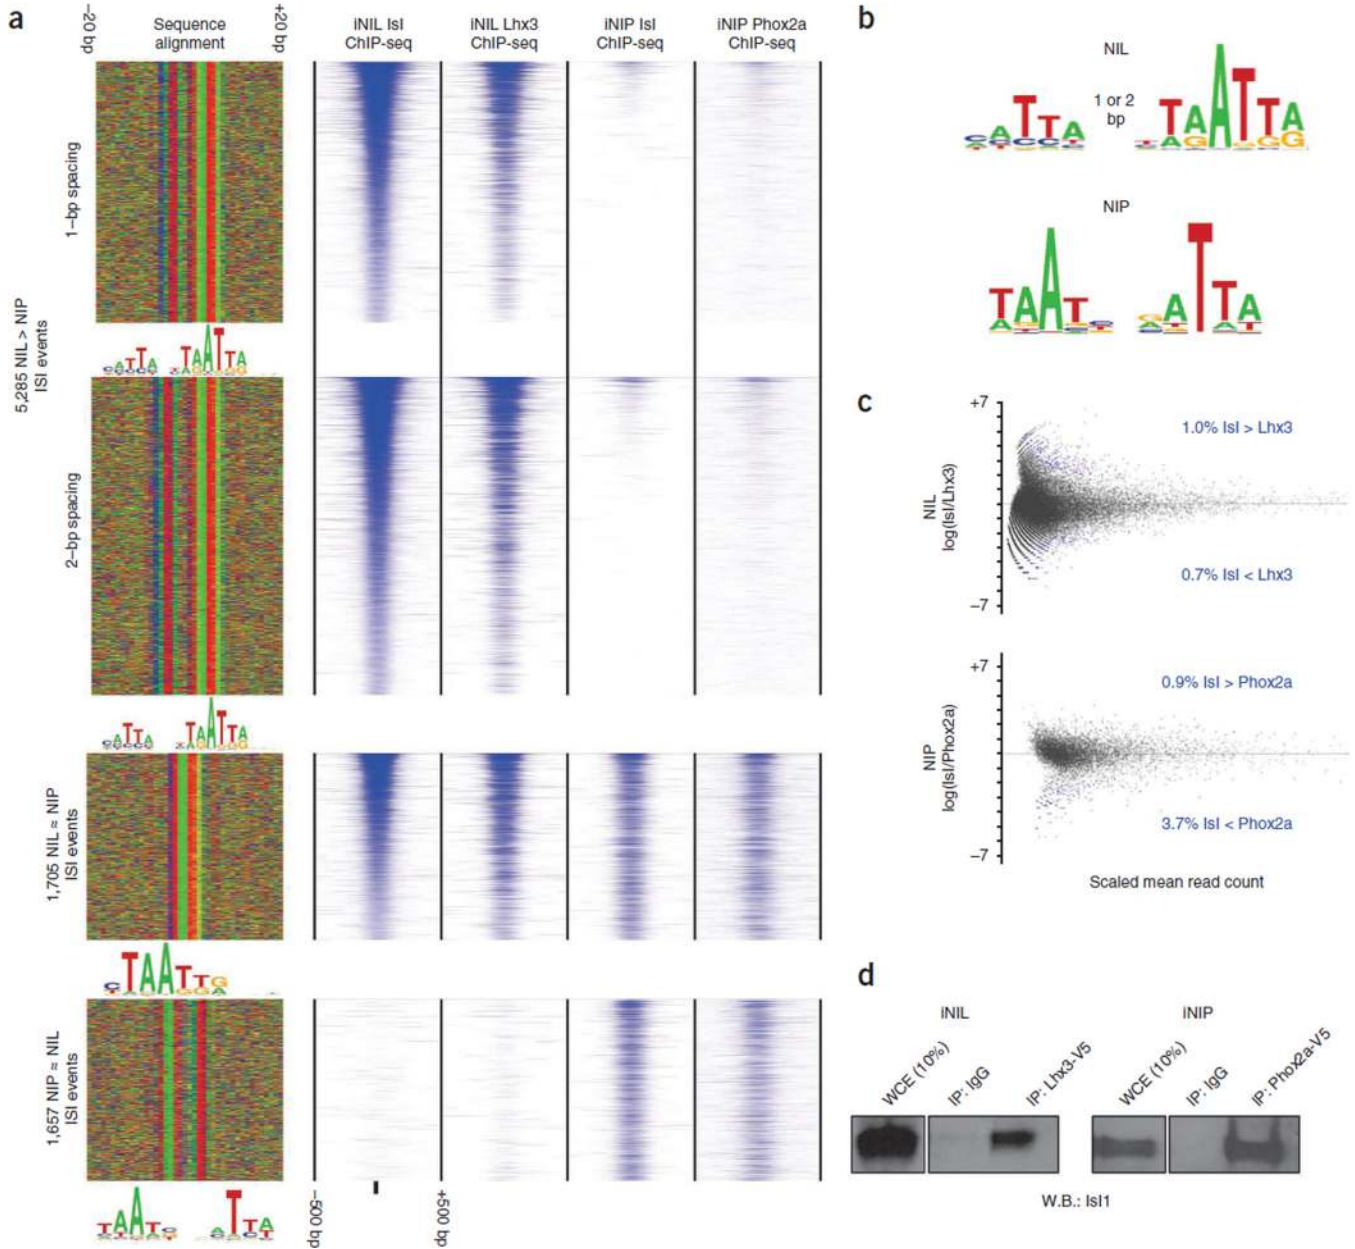 a
–20 bp
Sequence
alignment
+20 bp
iNIL Isl
ChIP-seq
iNIL Lhx3
ChIP-seq
iNIP Isl
ChIP-seq
iNIP Phox2a
ChIP-seq
5,285 NIL > NIP
ISI events
1–bp spacing
2–bp spacing
1,705 NIL ≈ NIP
ISI events
1,657 NIP ≈ NIL
ISI events
–500 bp
+500 bp
b
NIL
1 or 2
bp
NIP
c
+7
NIL
log(Isl/Lhx3)
–7
1.0% Isl > Lhx3
0.7% Isl < Lhx3
+7
NIP
log(Isl/Phox2a)
–7
0.9% Isl > Phox2a
3.7% Isl < Phox2a
Scaled mean read count
d
iNIL
iNIP
WCE (10%)
IP: IgG
IP: Lhx3-V5
WCE (10%)
IP: IgG
IP: Phox2a-V5
W.B.: Isl1